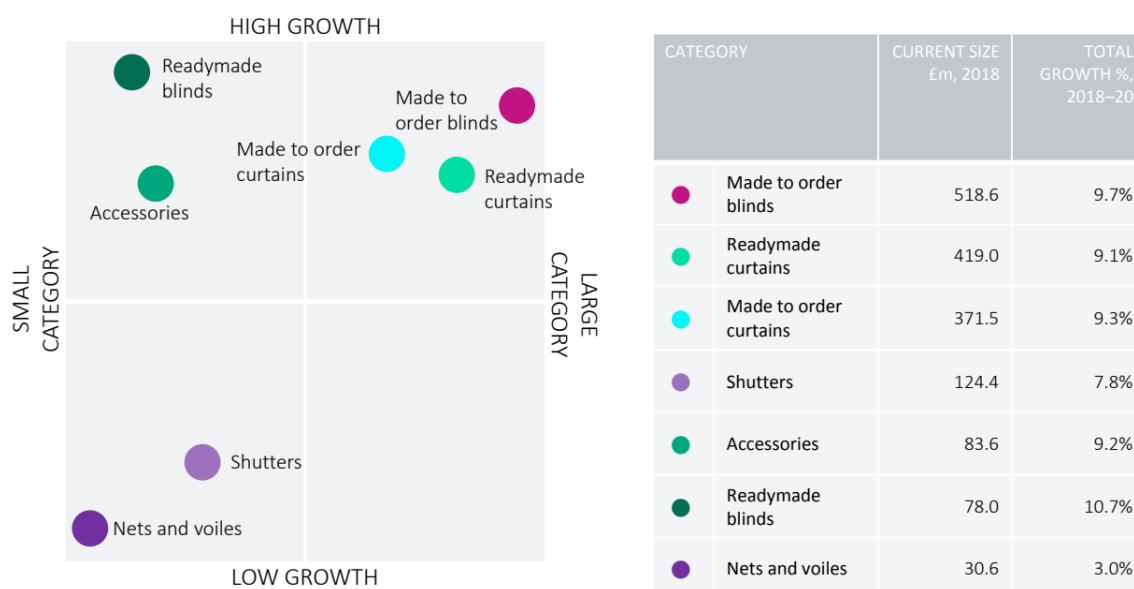 HIGH GROWTH
Readymade
blinds
Made to
order blinds
Made to order
curtains
Readymade
curtains
Accessories
SMALL
CATEGORY
LARGE
CATEGORY
Shutters
Nets and voiles
LOW GROWTH
CATEGORY
CURRENT SIZE
£m, 2018
TOTAL
GROWTH %,
2018–20
Made to order
blinds
518.6
9.7%
Readymade
curtains
419.0
9.1%
Made to order
curtains
371.5
9.3%
Shutters
124.4
7.8%
Accessories
83.6
9.2%
Readymade
blinds
78.0
10.7%
Nets and voiles
30.6
3.0%